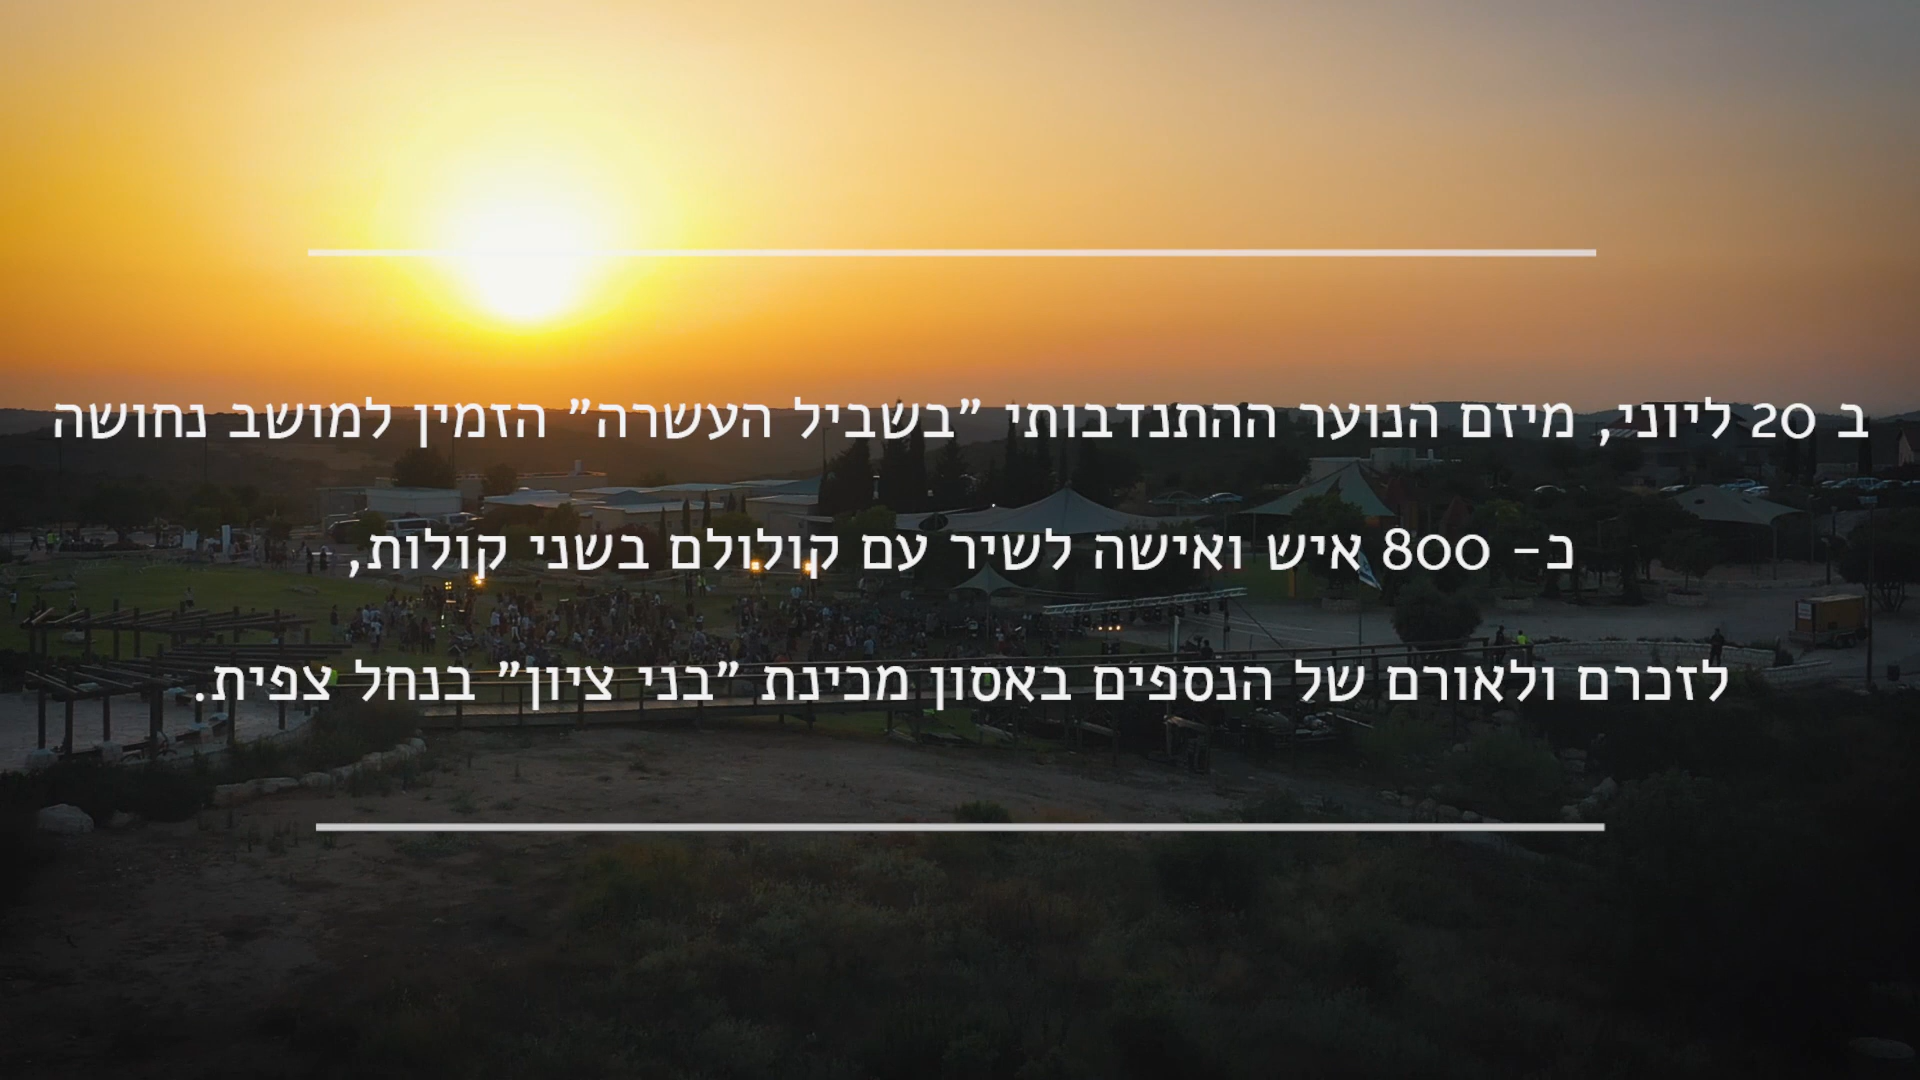 ב 20 ליוני, מיזם הנוער ההתנדבותי "בשביל העשרה" הזמין למושב נחושה
כ- 800 איש ואישה לשיר עם קולולם בשני קולות,
לזכרם ולאורם של הנספים באסון מכינת "בני ציון" בנחל צפית.